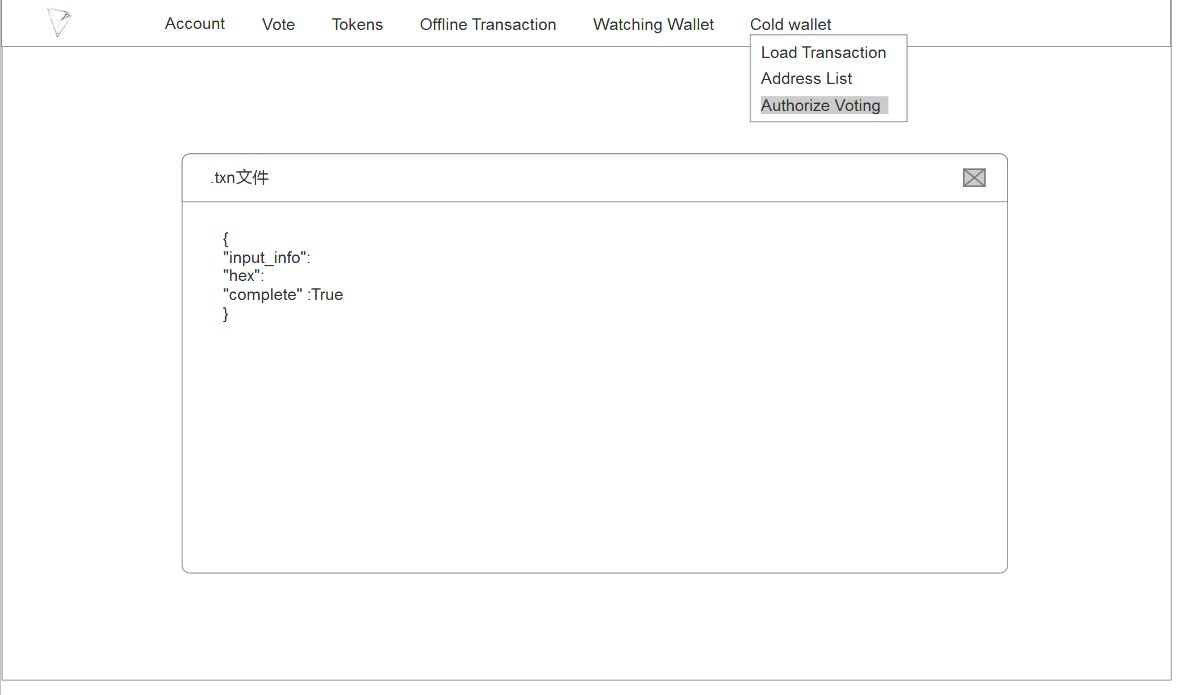 Account Vote Tokens Offline Transaction Watching Wallet Cold wallet
Load Transaction
Address List
Authorize Voting
.txn文件
{
"input_info":
"hex":
"complete" :True
}